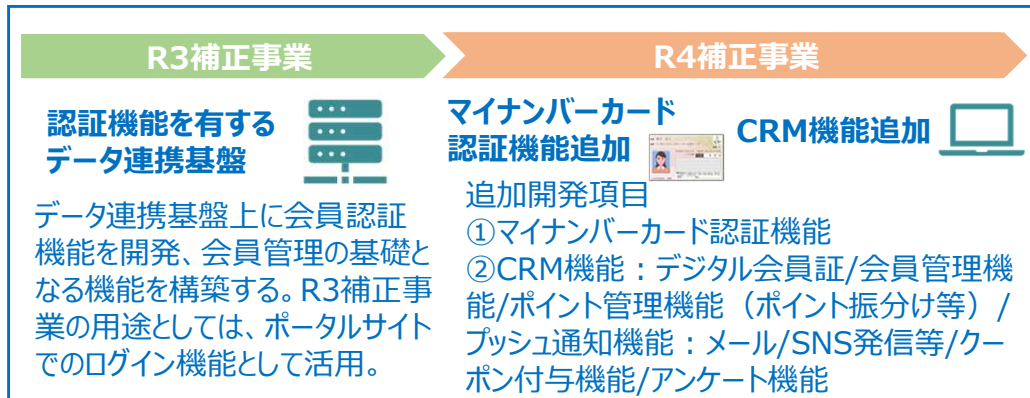 R3補正事業
R4補正事業
認証機能を有する
データ連携基盤
データ連携基盤上に会員認証
機能を開発、会員管理の基礎と
なる機能を構築する。R3補正事
業の用途としては、ポータルサイト
でのログイン機能として活用。
マイナンバーカード
認証機能追加
CRM機能追加
追加開発項目
①マイナンバーカード認証機能
②CRM機能：デジタル会員証/会員管理機
能/ポイント管理機能（ポイント振分け等）/
プッシュ通知機能：メール/SNS発信等/クー
ポン付与機能/アンケート機能